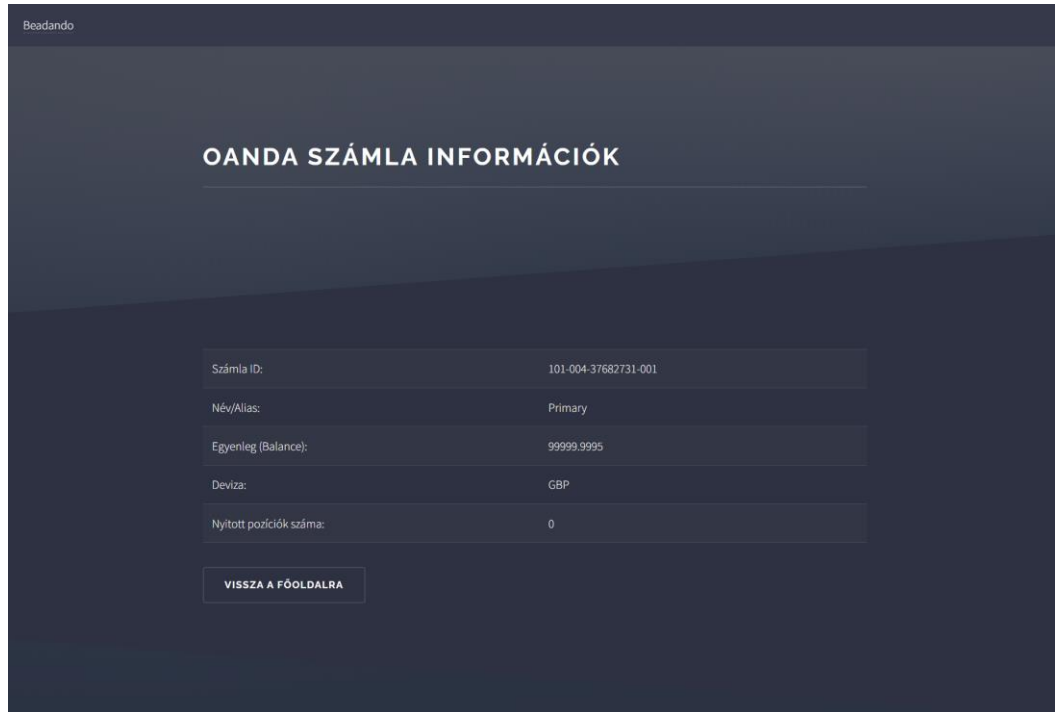 Beadando
OANDA SZÁMLA INFORMÁCIÓK
Számla ID: 101-004-37682731-001
Név/Alias: Primary
Egyenleg (Balance): 99999.9995
Deviza: GBP
Nyitott pozíciók száma: 0
VISSZA A FŐOLDALRA